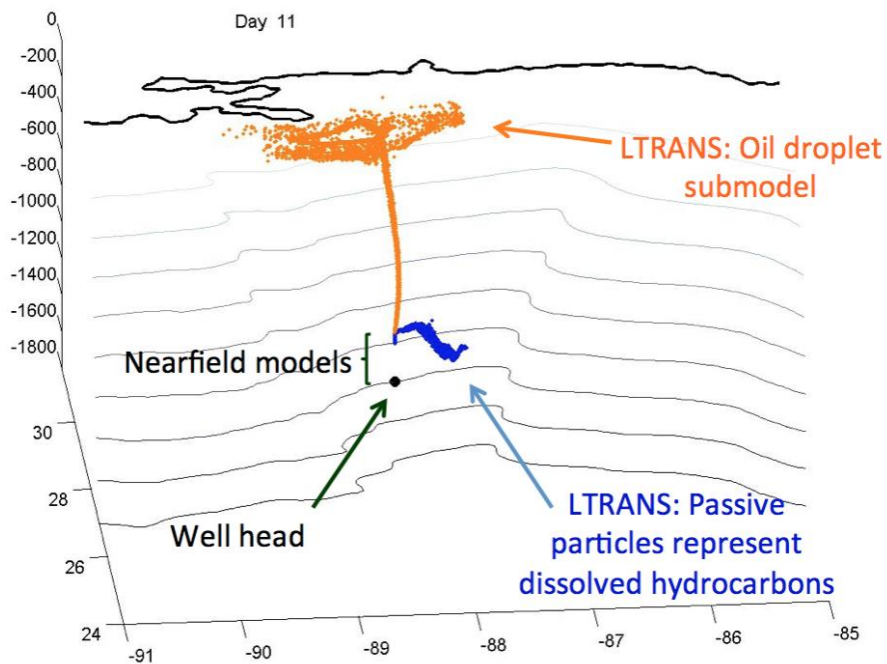 Day 11
0
-200
-400
-600
-800
-1000
-1200
-1400
-1600
-1800
LTRANS: Oil droplet
submodel
Nearfield models
Well head
LTRANS: Passive
particles represent
dissolved hydrocarbons
30
28
26
24
-91
-90
-89
-88
-87
-86
-85